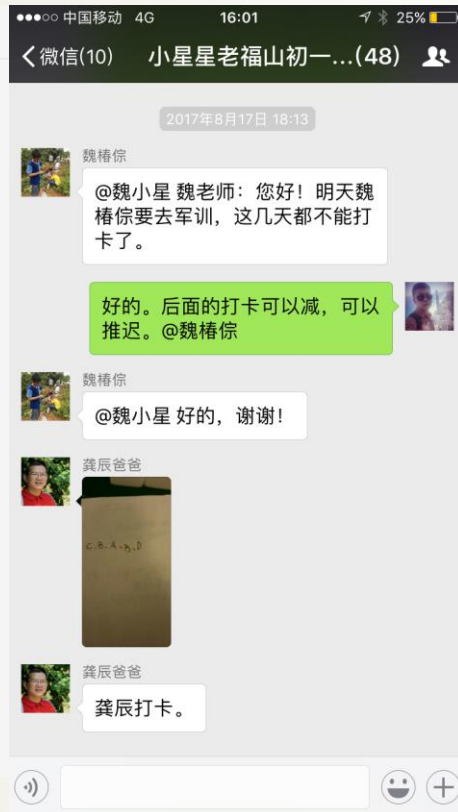 中国移动 4G 16:01 25%
微信(10) 小星星老福山初一...(48)
2017年8月17日 18:13
魏椿倧
@魏小星 魏老师：您好！明天魏
椿倧要去军训，这几天都不能打
卡了。
好的。后面的打卡可以减，可以
推迟。@魏椿倧
魏椿倧
@魏小星 好的，谢谢！
龚辰爸爸
C.B.A.B.D
龚辰爸爸
龚辰打卡。